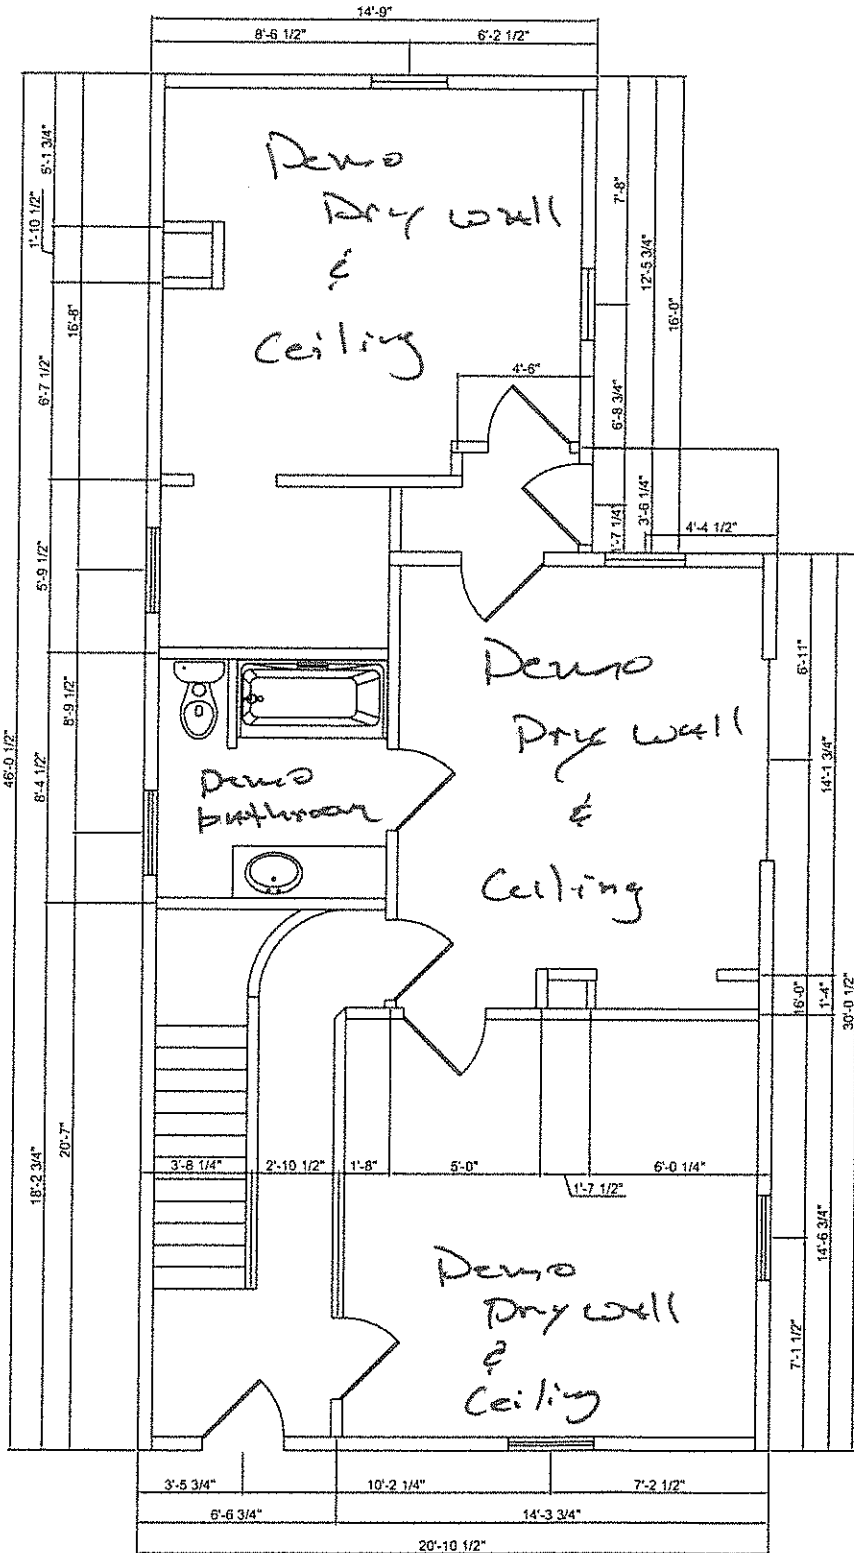 14'-9"
8'-6 1/2" 6'-2 1/2"
5'-1 3/4"
1'-10 1/2"
16'-8"
6'-7 1/2"
7'-8"
12'-5 3/4"
16'-0"
Demo
Dry wall
&
Ceiling
4'-6"
6'-8 3/4"
3'-6 1/4"
1'-7 1/4"
4'-4 1/2"
5'-9 1/2"
8'-9 1/2"
46'-0 1/2"
8'-4 1/2"
6'-11"
14'-1 3/4"
Demo
Dry wall
&
Ceiling
Demo
bathroom
16'-0"
1'-4"
30'-0 1/2"
20'-7"
18'-2 3/4"
3'-8 1/4" 2'-10 1/2" 1'-8" 5'-0" 6'-0 1/4"
1'-7 1/2"
14'-6 3/4"
7'-1 1/2"
Demo
Dry wall
&
Ceiling
3'-5 3/4" 10'-2 1/4" 7'-2 1/2"
6'-6 3/4" 14'-3 3/4"
20'-10 1/2"